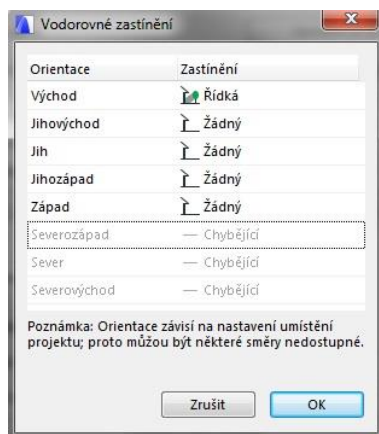 Vodorovné zastínění
Orientace Zastínění
Východ Řídká
Jihovýchod Žádný
Jih Žádný
Jihozápad Žádný
Západ Žádný
Severozápad — Chybějící
Sever — Chybějící
Severovýchod — Chybějící
Poznámka: Orientace závisí na nastavení umístění
projektu; proto můžou být některé směry nedostupné.
Zrušit OK